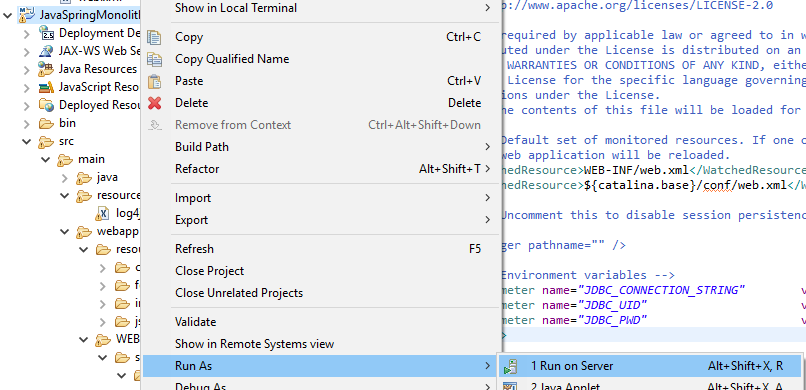 JavaSpringMonolith
Deployment De
JAX-WS Web Se
Java Resources
JavaScript Resou
Deployed Resou
bin
src
main
java
resource
log4
webapp
resou
WEB
Show in Local Terminal
Copy Ctrl+C
Copy Qualified Name
Paste Ctrl+V
Delete Delete
Remove from Context Ctrl+Alt+Shift+Down
Build Path
Refactor Alt+Shift+T
Import
Export
Refresh F5
Close Project
Close Unrelated Projects
Validate
Show in Remote Systems view
Run As
Debug As
1 Run on Server Alt+Shift+X, R
2 Java Applet Alt+Shift+X, A
p://www.apache.org/licenses/LICENSE-2.0
required by applicable law or agreed to in w
uted under the License is distributed on an
WARRANTIES OR CONDITIONS OF ANY KIND, eithe
License for the specific language governing
ions under the License.
he contents of this file will be loaded for
Default set of monitored resources. If one o
web application will be reloaded.
hedResource>WEB-INF/web.xml</WatchedResource
hedResource>${catalina.base}/conf/web.xml</W
Uncomment this to disable session persistenc
ger pathname="" />
Environment variables -->
meter name="JDBC_CONNECTION_STRING" v
meter name="JDBC_UID" v
meter name="JDBC_PWD" v
>